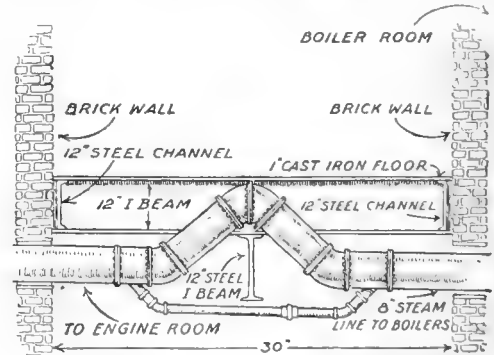 BOILER ROOM
BRICK WALL
BRICK WALL
12" STEEL CHANNEL
1" CAST IRON FLOOR
12" I BEAM
12" STEEL CHANNEL
12" STEEL
I BEAM
TO ENGINE ROOM
8" STEAM
LINE TO BOILERS
30"